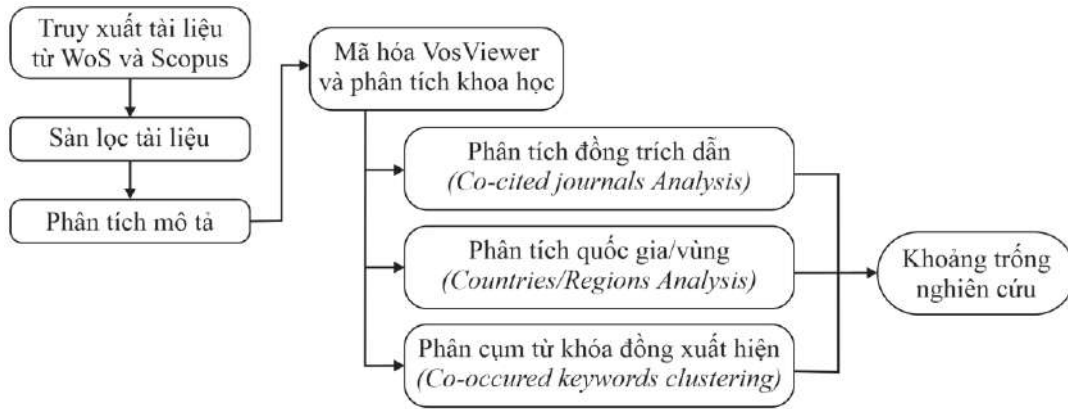 Truy xuất tài liệu
từ WoS và Scopus
Sàn lọc tài liệu
Phân tích mô tả
Mã hóa VosViewer
và phân tích khoa học
Phân tích đồng trích dẫn
(Co-cited journals Analysis)
Phân tích quốc gia/vùng
(Countries/Regions Analysis)
Phân cụm từ khóa đồng xuất hiện
(Co-occured keywords clustering)
Khoảng trống
nghiên cứu